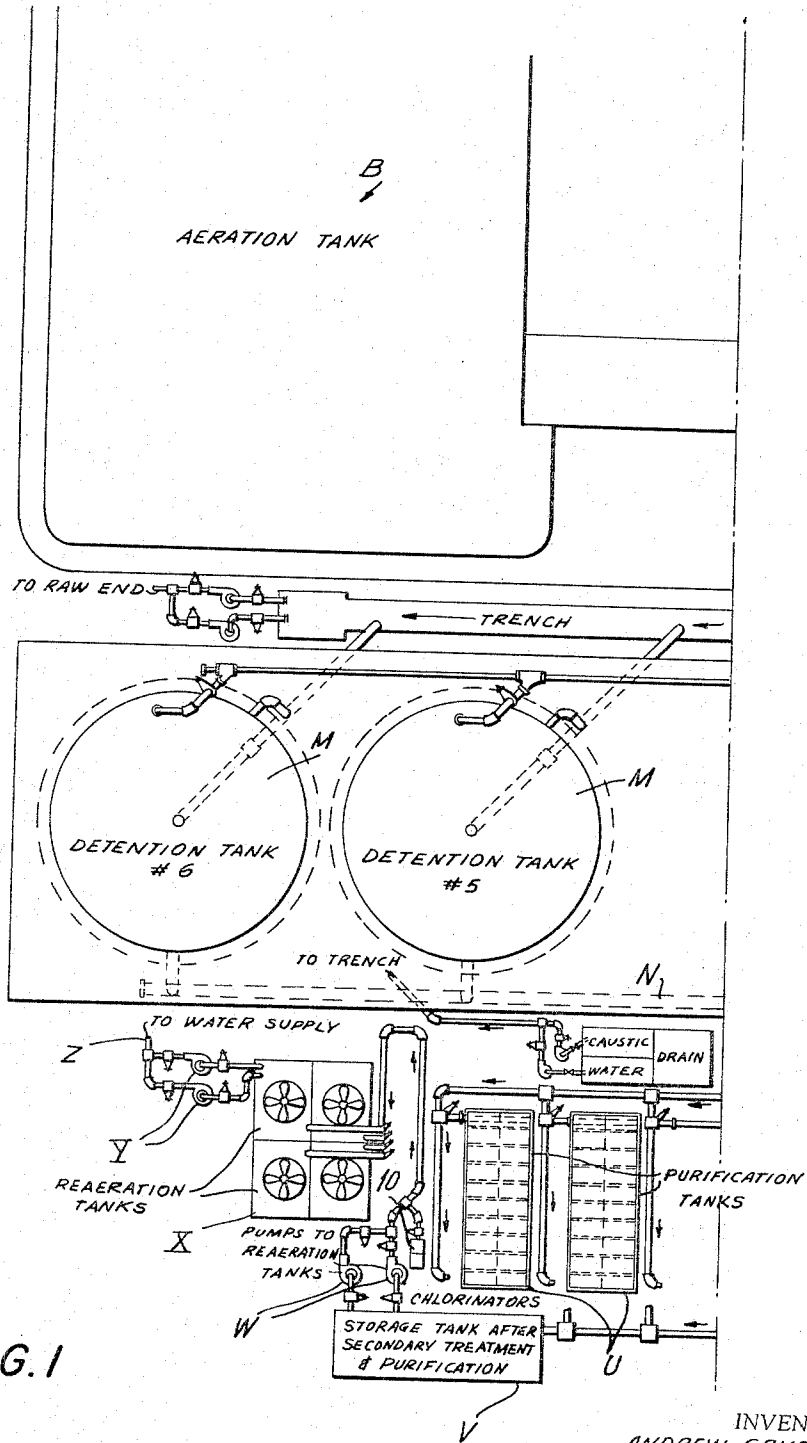 B
AERATION TANK
TO RAW ENDS
TRENCH
M
M
DETENTION TANK
# 6
DETENTION TANK
#5
TO TRENCH
N
TO WATER SUPPLY
Z
CAUSTIC
DRAIN
WATER
Y
REAERATION
TANKS
X
10
PURIFICATION
TANKS
PUMPS TO
REAERATION
TANKS
W
CHLORINATORS
STORAGE TANK AFTER
SECONDARY TREATMENT
& PURIFICATION
U
V
G. 1
INVEN